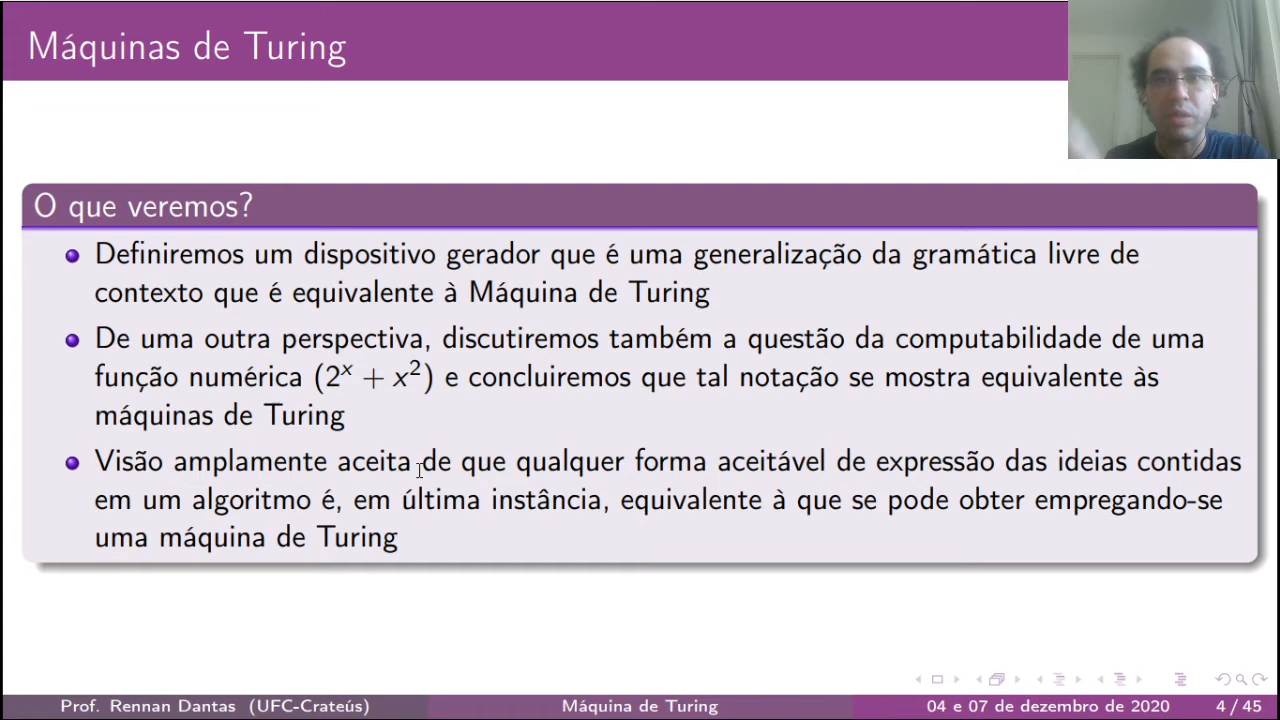 Máquinas de Turing
O que veremos?
Definiremos um dispositivo gerador que é uma generalização da gramática livre de
contexto que é equivalente à Máquina de Turing
De uma outra perspectiva, discutiremos também a questão da computabilidade de uma
função numérica (2^x + x^2) e concluiremos que tal notação se mostra equivalente às
máquinas de Turing
Visão amplamente aceita de que qualquer forma aceitável de expressão das ideias contidas
em um algoritmo é, em última instância, equivalente à que se pode obter empregando-se
uma máquina de Turing
Prof. Rennan Dantas (UFC-Crateús) Máquina de Turing 04 e 07 de dezembro de 2020 4 / 45